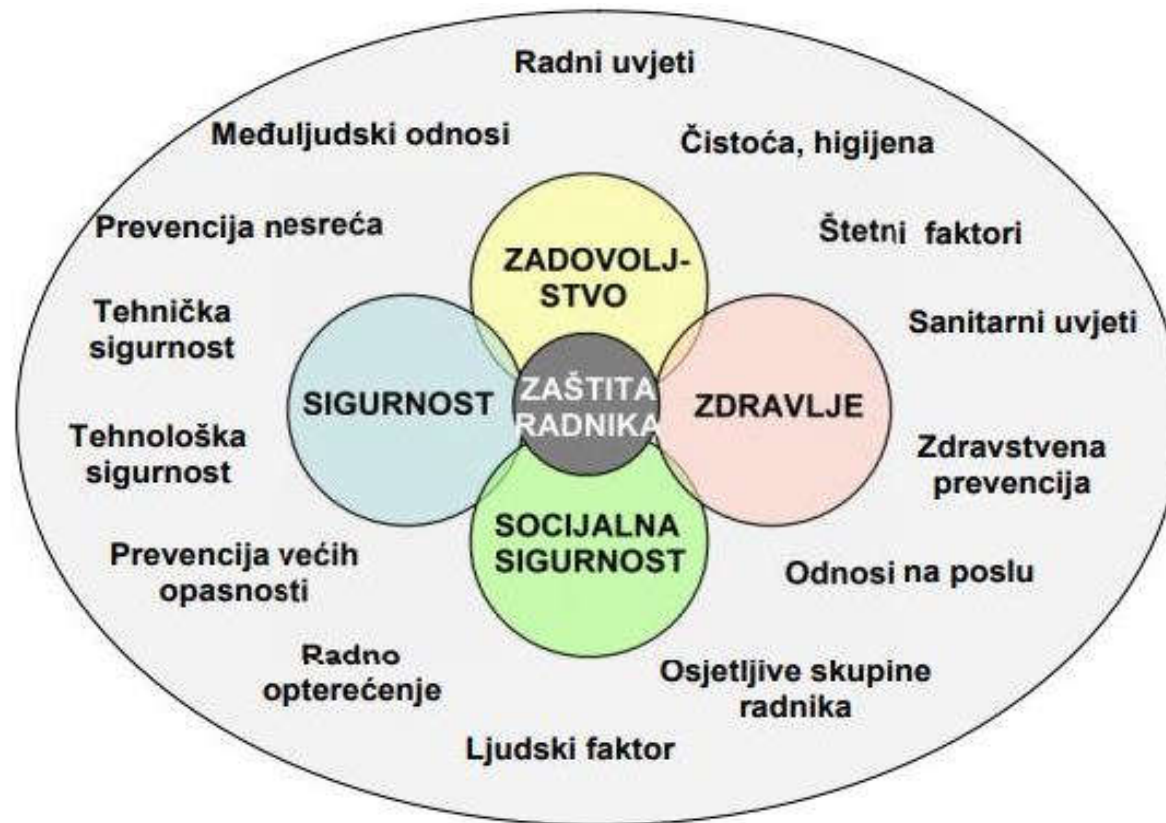 Radni uvjeti
Međuljudski odnosi
Čistoća, higijena
Prevencija nesreća
Štetni faktori
ZADOVOLJ-
STVO
Tehnička
sigurnost
Sanitarni uvjeti
SIGURNOST
ZAŠTITA
RADNIKA
ZDRAVLJE
Tehnološka
sigurnost
Zdravstvena
prevencija
SOCIJALNA
SIGURNOST
Prevencija većih
opasnosti
Odnosi na poslu
Radno
opterećenje
Osjetljive skupine
radnika
Ljudski faktor